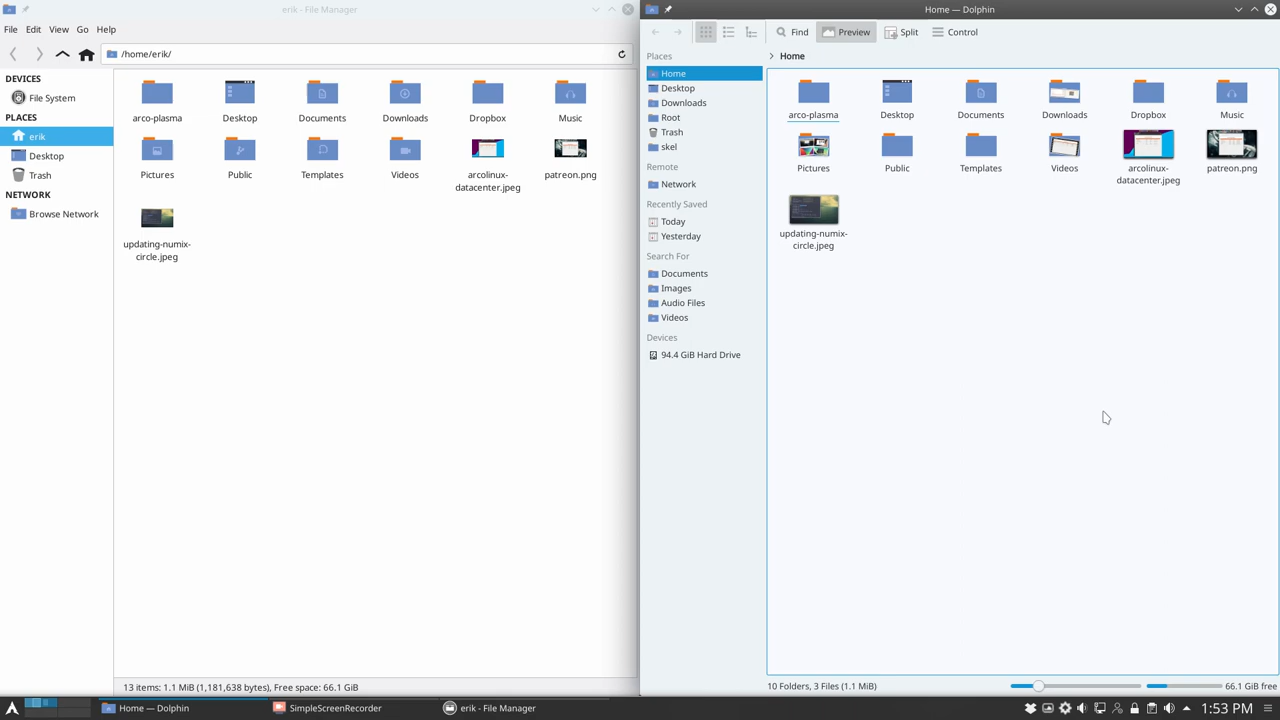 erik - File Manager
File Edit View Go Help
/home/erik/
DEVICES
File System
PLACES
erik
Desktop
Trash
NETWORK
Browse Network
arco-plasma Desktop Documents Downloads Dropbox Music
Pictures Public Templates Videos arcolinux-datacenter.jpeg patreon.png
updating-numix-circle.jpeg
13 items: 1.1 MiB (1,181,638 bytes), Free space: 66.1 GiB
Home — Dolphin
Find Preview Split Control
Places
Home
Desktop
Downloads
Root
Trash
skel
Remote
Network
Recently Saved
Today
Yesterday
Search For
Documents
Images
Audio Files
Videos
Devices
94.4 GiB Hard Drive
Home
arco-plasma Desktop Documents Downloads Dropbox Music
Pictures Public Templates Videos arcolinux-datacenter.jpeg patreon.png
updating-numix-circle.jpeg
10 Folders, 3 Files (1.1 MiB)
66.1 GiB free
Home — Dolphin SimpleScreenRecorder erik - File Manager 1:53 PM